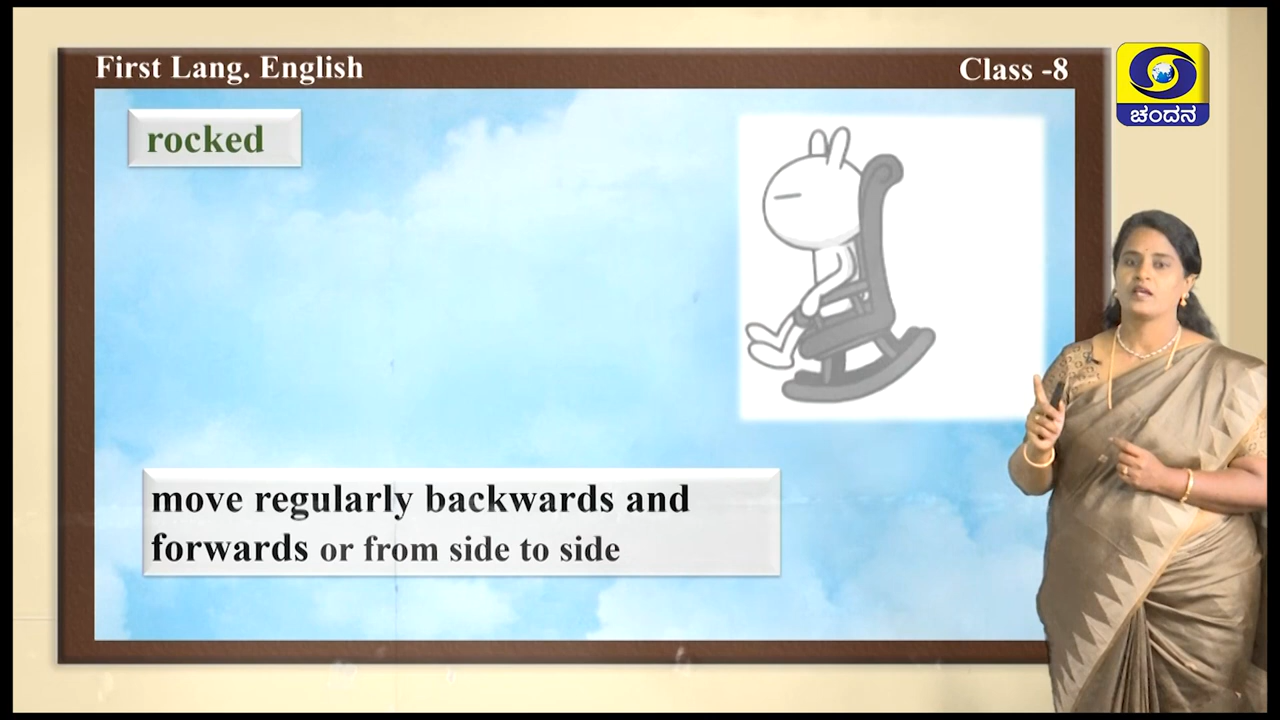 First Lang. English
Class -8
ಚಂದನ
rocked
move regularly backwards and
forwards or from side to side